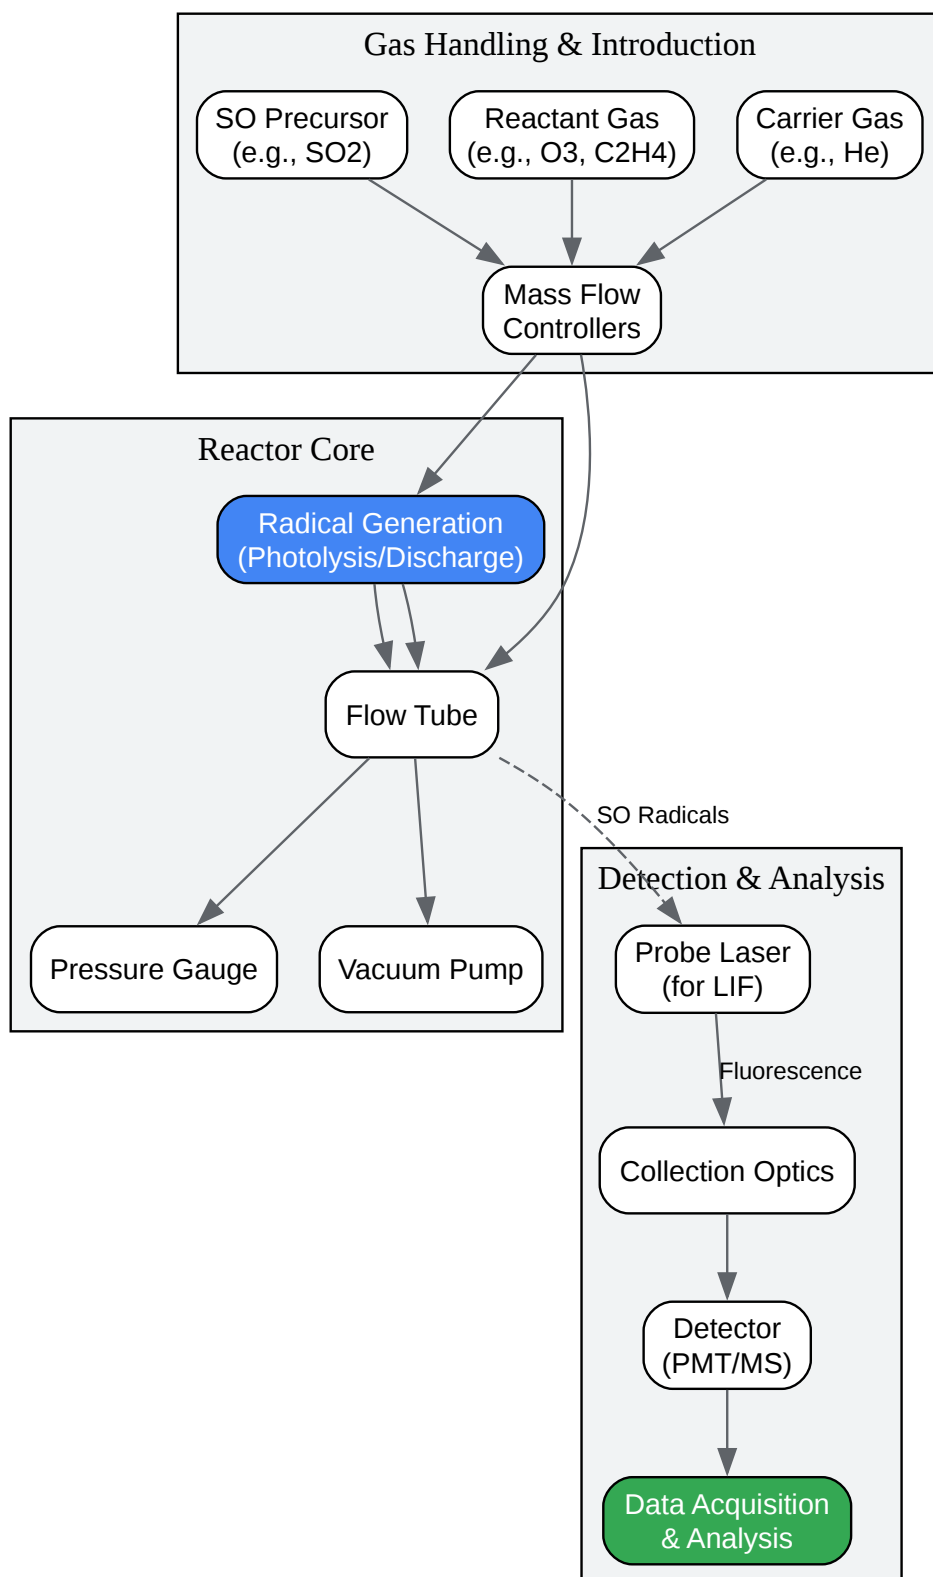 Gas Handling & Introduction
SO Precursor
(e.g., SO2)
Reactant Gas
(e.g., O3, C2H4)
Carrier Gas
(e.g., He)
Mass Flow
Controllers
Reactor Core
Radical Generation
(Photolysis/Discharge)
Flow Tube
SO Radicals
Pressure Gauge
Vacuum Pump
Detection & Analysis
Probe Laser
(for LIF)
Fluorescence
Collection Optics
Detector
(PMT/MS)
Data Acquisition
& Analysis